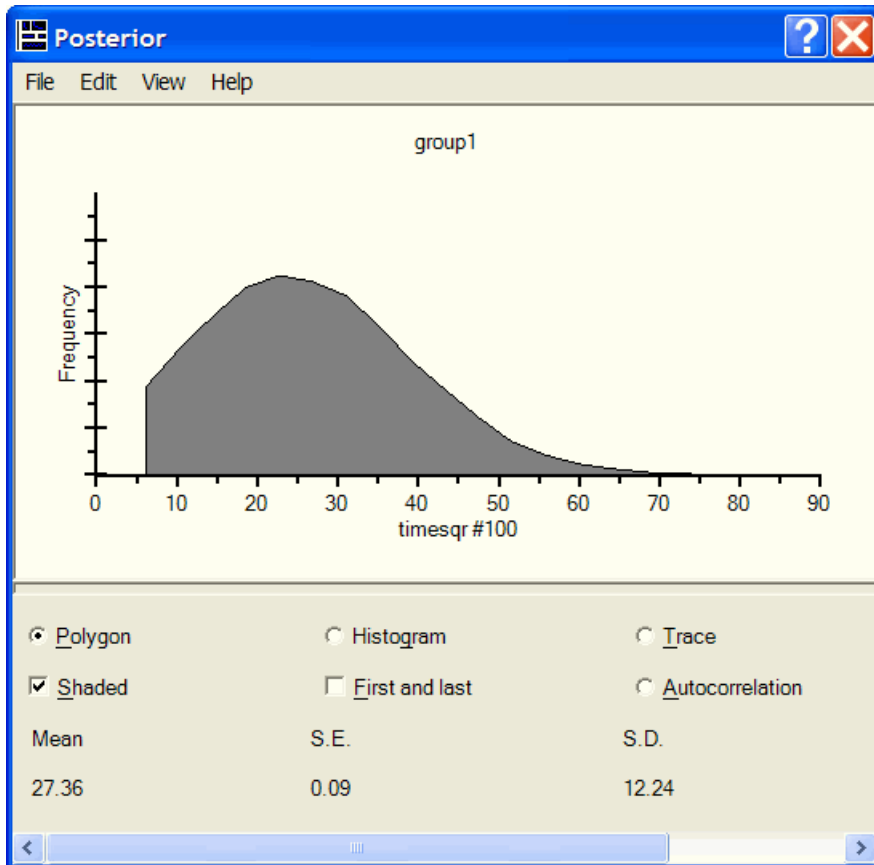 Posterior
File Edit View Help
group1
Frequency
0 10 20 30 40 50 60 70 80 90
timesqr #100
Polygon Histogram Trace
Shaded First and last Autocorrelation
Mean S.E. S.D.
27.36 0.09 12.24